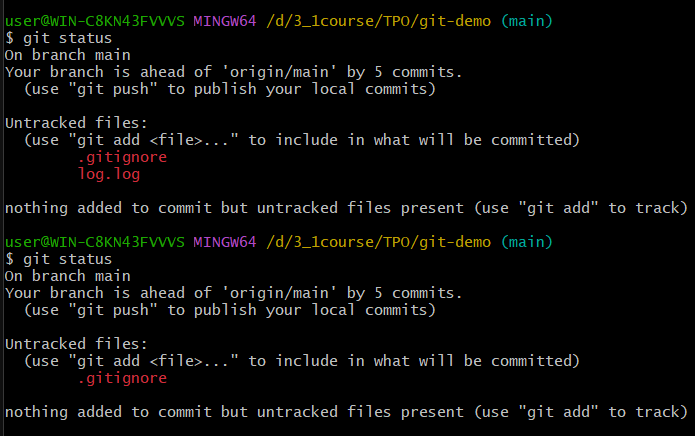 user@WIN-C8KN43FVVVS MINGW64 /d/3_1course/TPO/git-demo (main)
$ git status
On branch main
Your branch is ahead of 'origin/main' by 5 commits.
  (use "git push" to publish your local commits)

Untracked files:
  (use "git add <file>..." to include in what will be committed)
        .gitignore
        log.log

nothing added to commit but untracked files present (use "git add" to track)

user@WIN-C8KN43FVVVS MINGW64 /d/3_1course/TPO/git-demo (main)
$ git status
On branch main
Your branch is ahead of 'origin/main' by 5 commits.
  (use "git push" to publish your local commits)

Untracked files:
  (use "git add <file>..." to include in what will be committed)
        .gitignore

nothing added to commit but untracked files present (use "git add" to track)